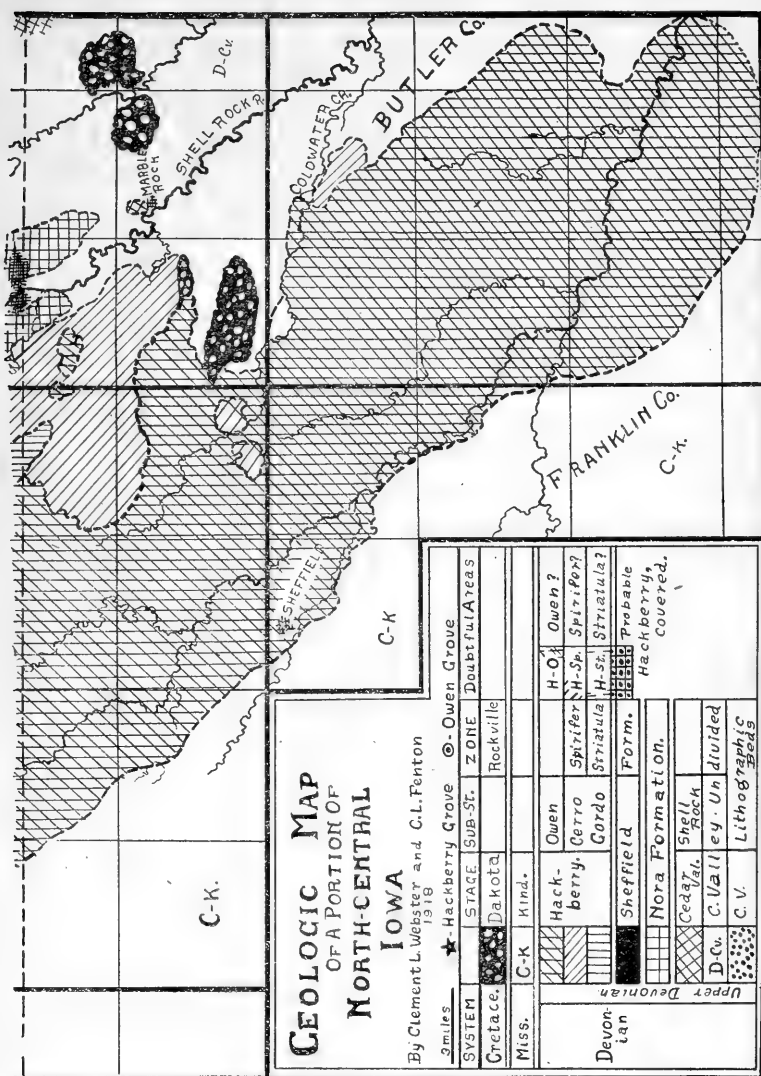 D-Cv.
MARBLE
ROCK
SHELL ROCK R.
COLDWATER CR.
BUTLER CO.
SHEFFIELD
FRANKLIN CO.
C-K.
C-K
C-K.
GEOLOGIC MAP
OF A PORTION OF
NORTH-CENTRAL
IOWA
By Clement L. Webster and C.L. Fenton
1918
3 miles ★-Hackberry Grove ⊙-Owen Grove
SYSTEM STAGE SUB-ST. ZONE Doubtful Areas
Cretace. Dakota Rockville
Miss. C-K Kind.
Devon-
ian
Upper Devonian
Hack-
berry.
Owen H-O? Owen?
Cerro Spirifer H-Sp. Spirifer?
Gordo Striatula H-St. Striatula?
Sheffield Form. Probable
Hackberry,
covered.
Nora Formation.
Cedar
Val. Shell
Rock
D-Cv. C. Valley. Undivided
C.V. Lithographic
Beds